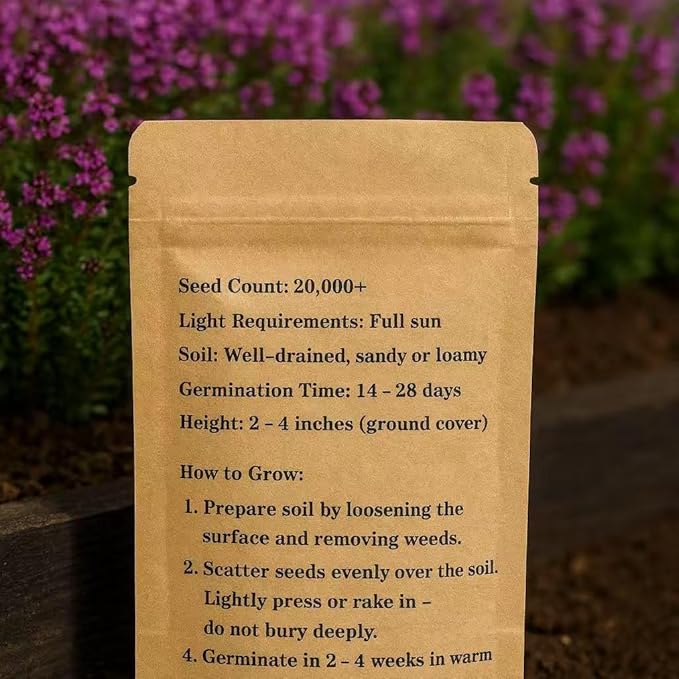 Seed Count: 20,000+
Light Requirements: Full sun
Soil: Well-drained, sandy or loamy
Germination Time: 14 – 28 days
Height: 2 – 4 inches (ground cover)
How to Grow:
1. Prepare soil by loosening the
surface and removing weeds.
2. Scatter seeds evenly over the soil.
Lightly press or rake in –
do not bury deeply.
4. Germinate in 2 – 4 weeks in warm